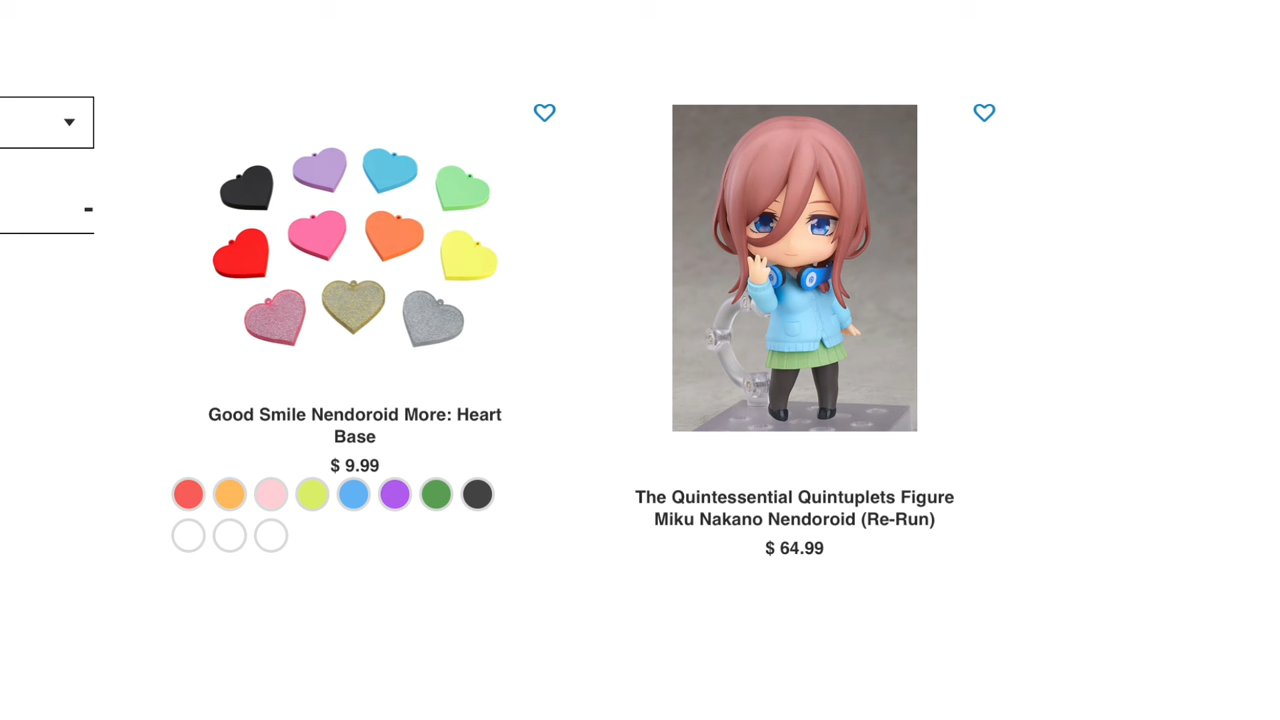 Good Smile Nendoroid More: Heart
Base
$ 9.99
The Quintessential Quintuplets Figure
Miku Nakano Nendoroid (Re-Run)
$ 64.99